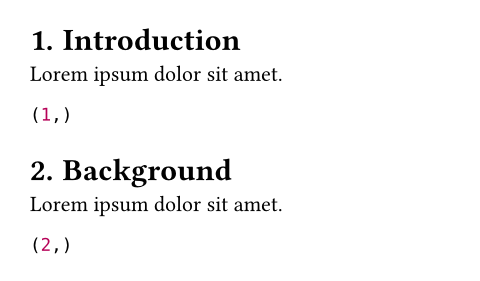 1. Introduction
Lorem ipsum dolor sit amet.
(1,)
2. Background
Lorem ipsum dolor sit amet.
(2,)